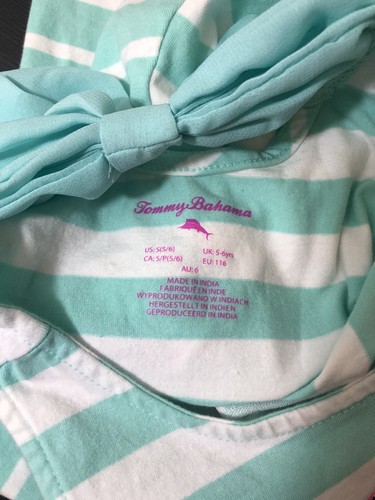 Tommy Bahama
US: S(5/6) UK: 5-6yrs
CA: S/P(5/6) EU: 116
AU: 6
MADE IN INDIA
FABRIQUÉ EN INDE
WYPRODUKOWANO W INDIACH
HERGESTELLT IN INDIEN
GEPRODUCEERD IN INDIA